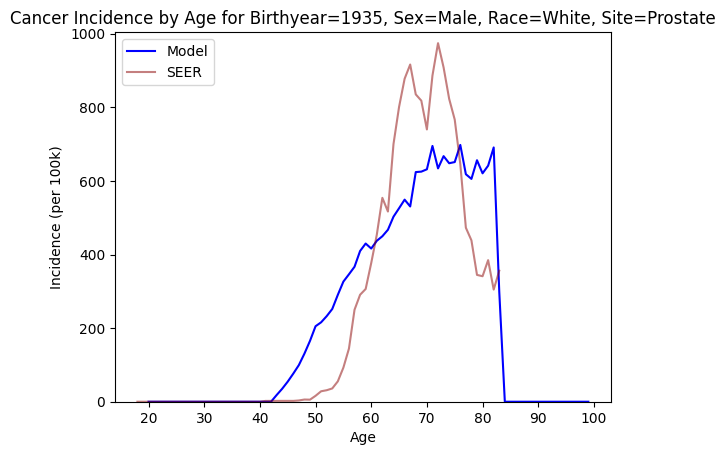 Cancer Incidence by Age for Birthyear=1935, Sex=Male, Race=White, Site=Prostate
Model
SEER
Incidence (per 100k)
1000
800
600
400
200
0
20 30 40 50 60 70 80 90 100
Age